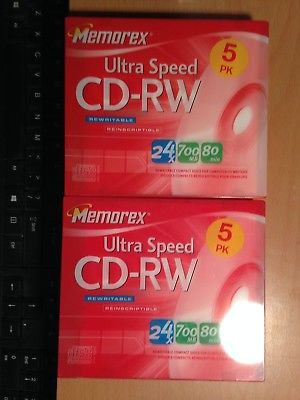 Memorex
5
PK
Ultra Speed
CD-RW
REWRITABLE
REINSCRIPTIBLE
24x 700 MB 80 min
Memorex
5
PK
Ultra Speed
CD-RW
REWRITABLE
REINSCRIPTIBLE
24x 700 MB 80 min